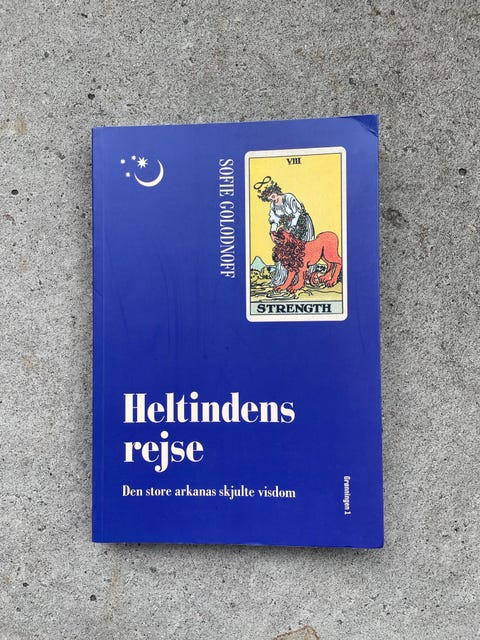 SOFIE GOLODNOFF
VIII
STRENGTH
Heltindens
rejse
Den store arkanas skjulte visdom
Grønningen 1